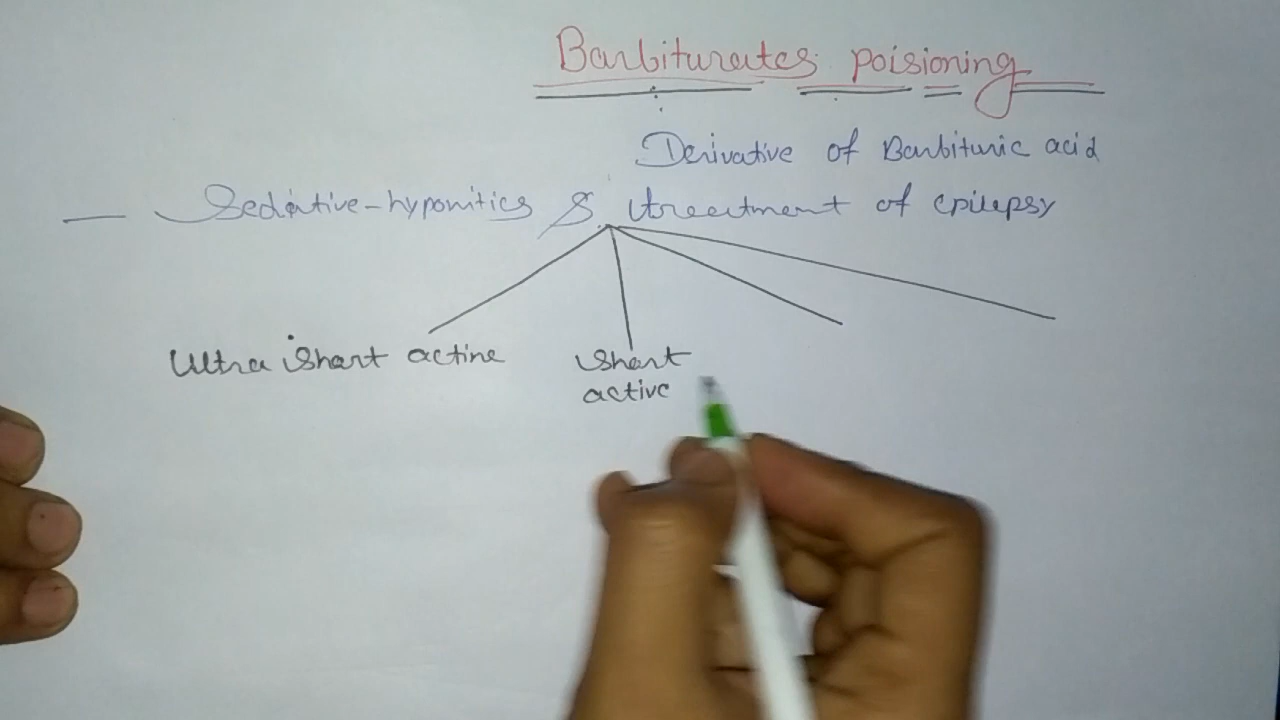 Barbiturates poisioning
Derivative of Barbituric acid
— Sedative-hyponitics & treatment of epilepsy
Ultra short active
short
active